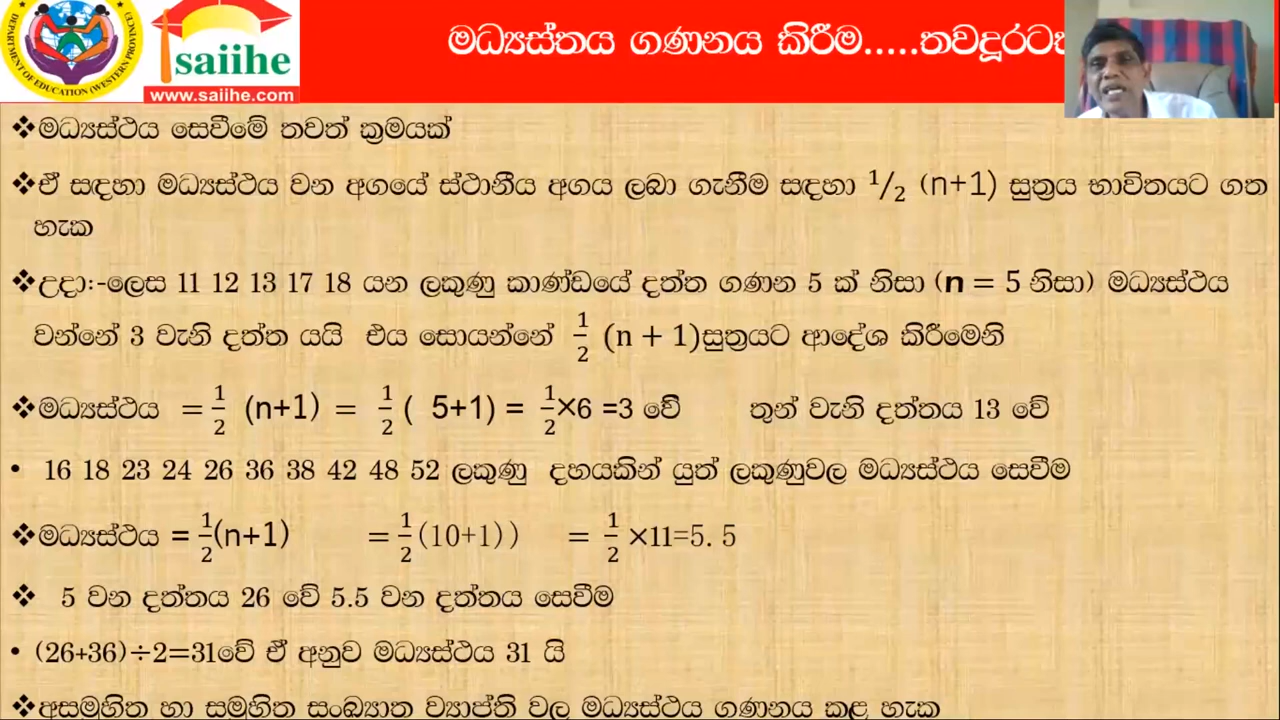 DEPARTMENT OF EDUCATION (WESTERN PROVINCE)
saiihe
www.saiihe.com
මධ්‍යස්තය ගණනය කිරීම.....තවදුරටත්
❖මධ්‍යස්ථය සෙවීමේ තවත් ක්‍රමයක්
❖ඒ සඳහා මධ්‍යස්ථය වන අගයේ ස්ථානීය අගය ලබා ගැනීම සඳහා ¹/₂ (n+1) සුත්‍රය භාවිතයට ගත
හැක
❖උදා:-ලෙස 11 12 13 17 18 යන ලකුණු කාණ්ඩයේ දත්ත ගණන 5 ක් නිසා (n = 5 නිසා) මධ්‍යස්ථය
වන්නේ 3 වැනි දත්ත යයි එය සොයන්නේ 1/2 (n + 1)සුත්‍රයට ආදේශ කිරීමෙනි
❖මධ්‍යස්ථය = 1/2 (n+1) = 1/2 ( 5+1) = 1/2×6 =3 වේ තුන් වැනි දත්තය 13 වේ
• 16 18 23 24 26 36 38 42 48 52 ලකුණු දහයකින් යුත් ලකුණුවල මධ්‍යස්ථය සෙවීම
❖මධ්‍යස්ථය = 1/2(n+1) = 1/2(10+1)) = 1/2 ×11=5. 5
❖ 5 වන දත්තය 26 වේ 5.5 වන දත්තය සෙවීම
• (26+36)÷2=31වේ ඒ අනුව මධ්‍යස්ථය 31 යි
❖අසමුහිත හා සමුහිත සංඛ්‍යාත ව්‍යාප්ති වල මධ්‍යස්ථය ගණනය කළ හැක